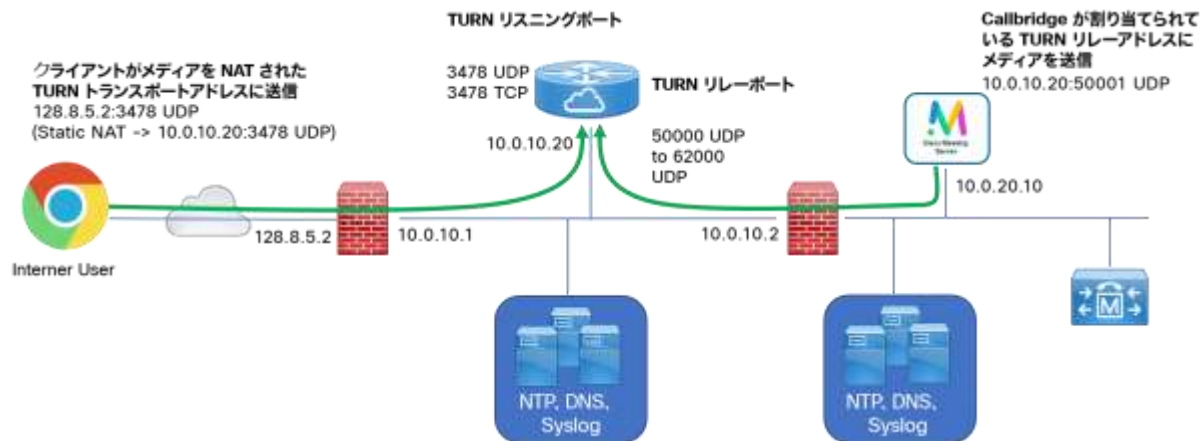 TURN リスニングポート
3478 UDP
3478 TCP
クライアントがメディアを NAT された
TURN トランスポートアドレスに送信
128.8.5.2:3478 UDP
(Static NAT -> 10.0.10.20:3478 UDP)
TURN リレーポート
50000 UDP
to 62000
UDP
Callbridge が割り当てられて
いる TURN リレーアドレスに
メディアを送信
10.0.10.20:50001 UDP
Cisco Meeting
Server
10.0.10.20
10.0.20.10
128.8.5.2
10.0.10.1
10.0.10.2
Interner User
M
NTP, DNS,
Syslog
NTP, DNS,
Syslog